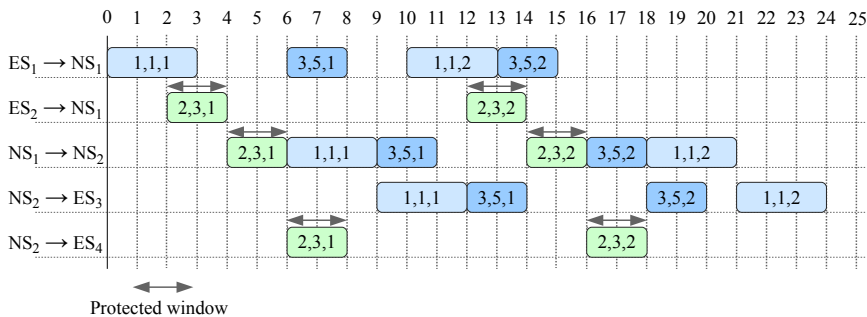 0 1 2 3 4 5 6 7 8 9 10 11 12 13 14 15 16 17 18 19 20 21 22 23 24 25
ES1 → NS1 1,1,1 3,5,1 1,1,2 3,5,2
ES2 → NS1 2,3,1 2,3,2
NS1 → NS2 2,3,1 1,1,1 3,5,1 2,3,2 3,5,2 1,1,2
NS2 → ES3 1,1,1 3,5,1 3,5,2 1,1,2
NS2 → ES4 2,3,1 2,3,2
Protected window